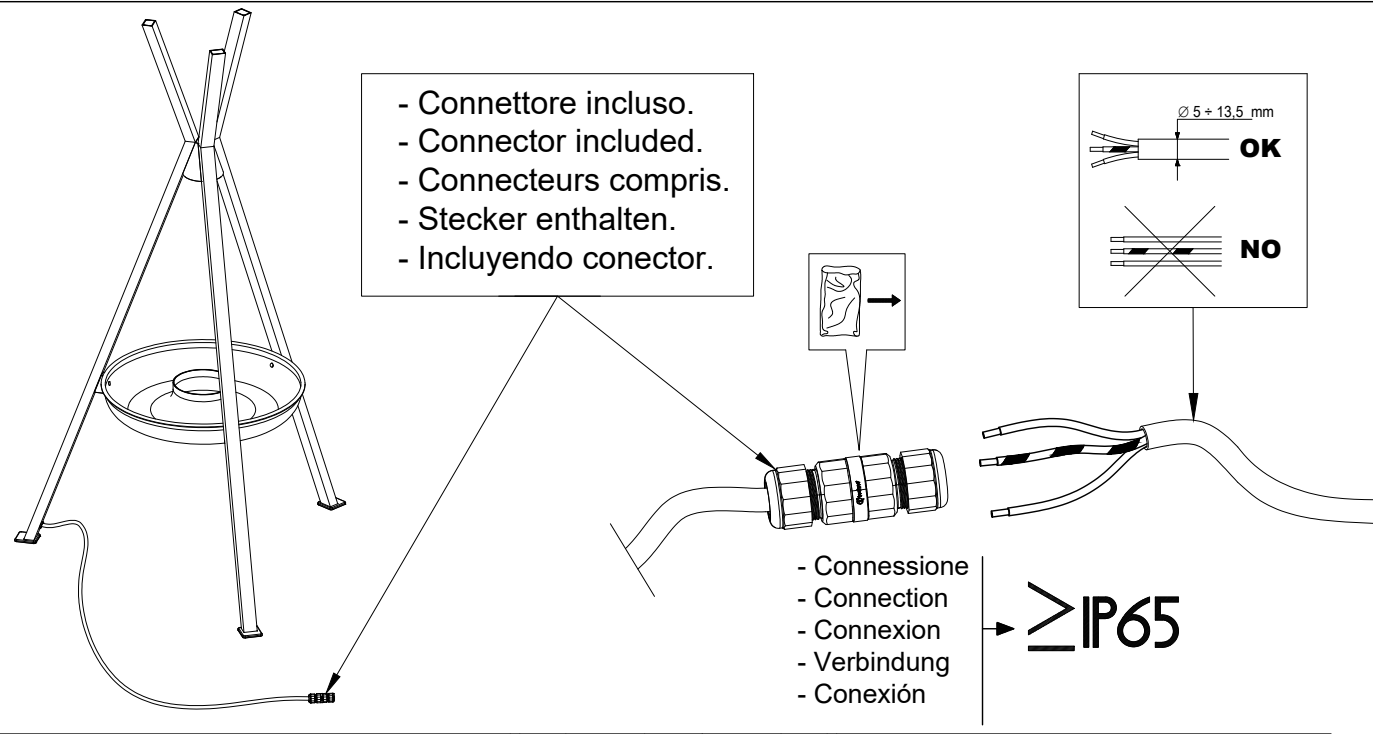 - Connettore incluso.
- Connector included.
- Connecteurs compris.
- Stecker enthalten.
- Incluyendo conector.
Ø 5 ÷ 13,5 mm
OK
NO
- Connessione
- Connection
- Connexion
- Verbindung
- Conexión
≥IP65